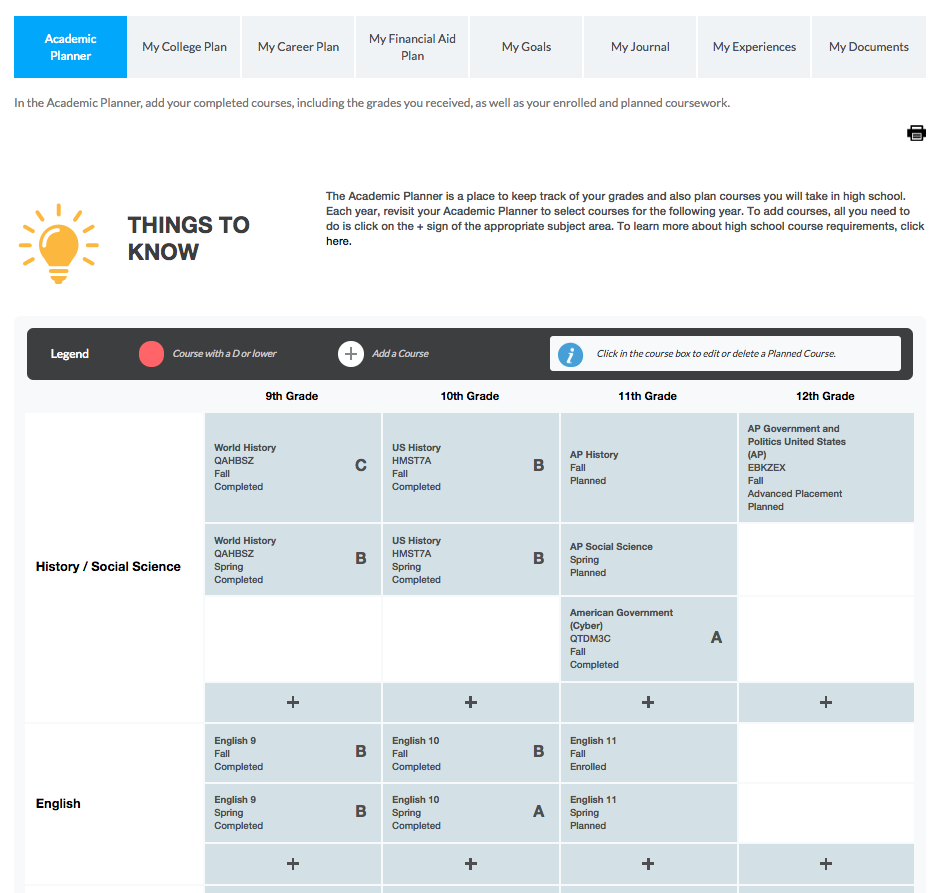 Academic
Planner
My College Plan
My Career Plan
My Financial Aid
Plan
My Goals
My Journal
My Experiences
My Documents
In the Academic Planner, add your completed courses, including the grades you received, as well as your enrolled and planned coursework.
THINGS TO
KNOW
The Academic Planner is a place to keep track of your grades and also plan courses you will take in high school.
Each year, revisit your Academic Planner to select courses for the following year. To add courses, all you need to
do is click on the + sign of the appropriate subject area. To learn more about high school course requirements, click
here.
Legend
Course with a D or lower
+
Add a Course
i
Click in the course box to edit or delete a Planned Course.
9th Grade
10th Grade
11th Grade
12th Grade
History / Social Science
World History
QAHBSZ
Fall
Completed
C
US History
HMST7A
Fall
Completed
B
AP History
Fall
Planned
AP Government and
Politics United States
(AP)
EBKZEX
Fall
Advanced Placement
Planned
World History
QAHBSZ
Spring
Completed
B
US History
HMST7A
Spring
Completed
B
AP Social Science
Spring
Planned
American Government
(Cyber)
QTDM3C
Fall
Completed
A
+
+
+
+
English
English 9
Fall
Completed
B
English 10
Fall
Completed
B
English 11
Fall
Enrolled
English 9
Spring
Completed
B
English 10
Spring
Completed
A
English 11
Spring
Planned
+
+
+
+